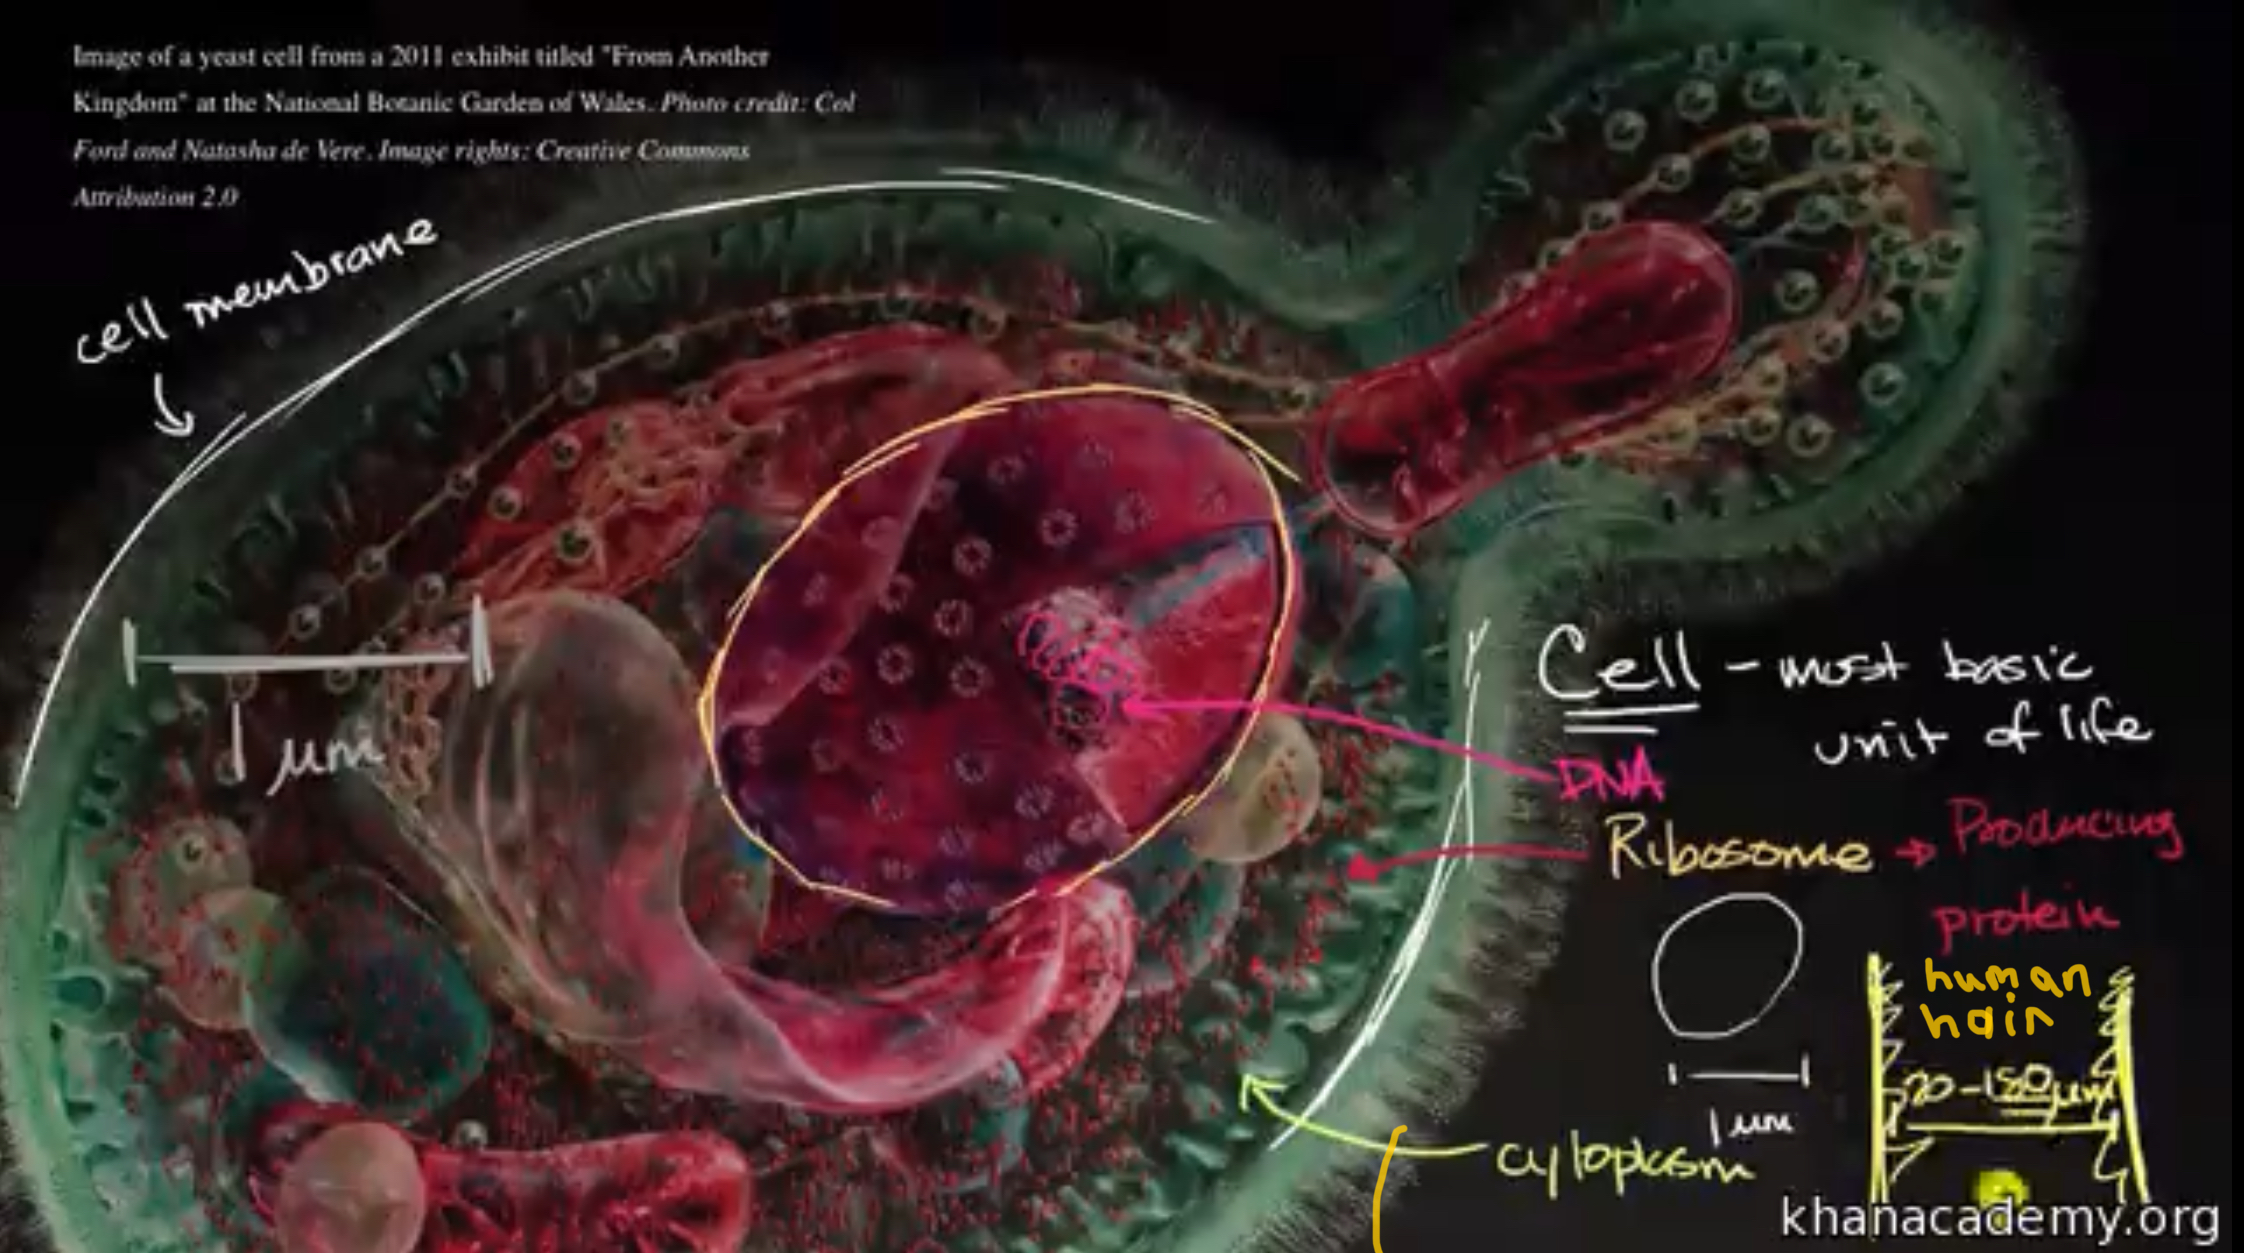 Image of a yeast cell from a 2011 exhibit titled "From Another
Kingdom" at the National Botanic Garden of Wales. Photo credit: Col
Ford and Natasha de Vere. Image rights: Creative Commons
Attribution 2.0
cell membrane
1 μm
Cell - most basic
unit of life
DNA
Ribosome → Producing
protein
human
hair
20-180μm
1 μm
cytoplasm
khanacademy.org